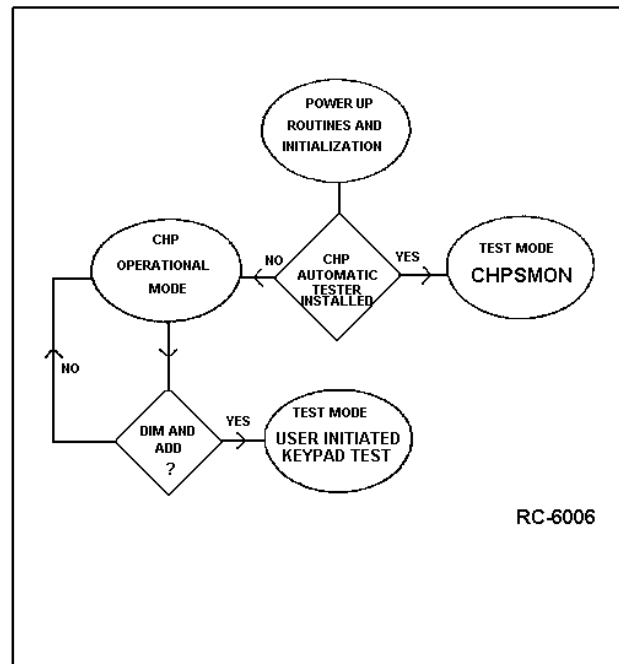 POWER UP
ROUTINES AND
INITIALIZATION
CHP
OPERATIONAL
MODE
NO
CHP
AUTOMATIC
TESTER
INSTALLED
YES
TEST MODE
CHPSMON
NO
DIM AND
ADD
?
YES
TEST MODE
USER INITIATED
KEYPAD TEST
RC-6006